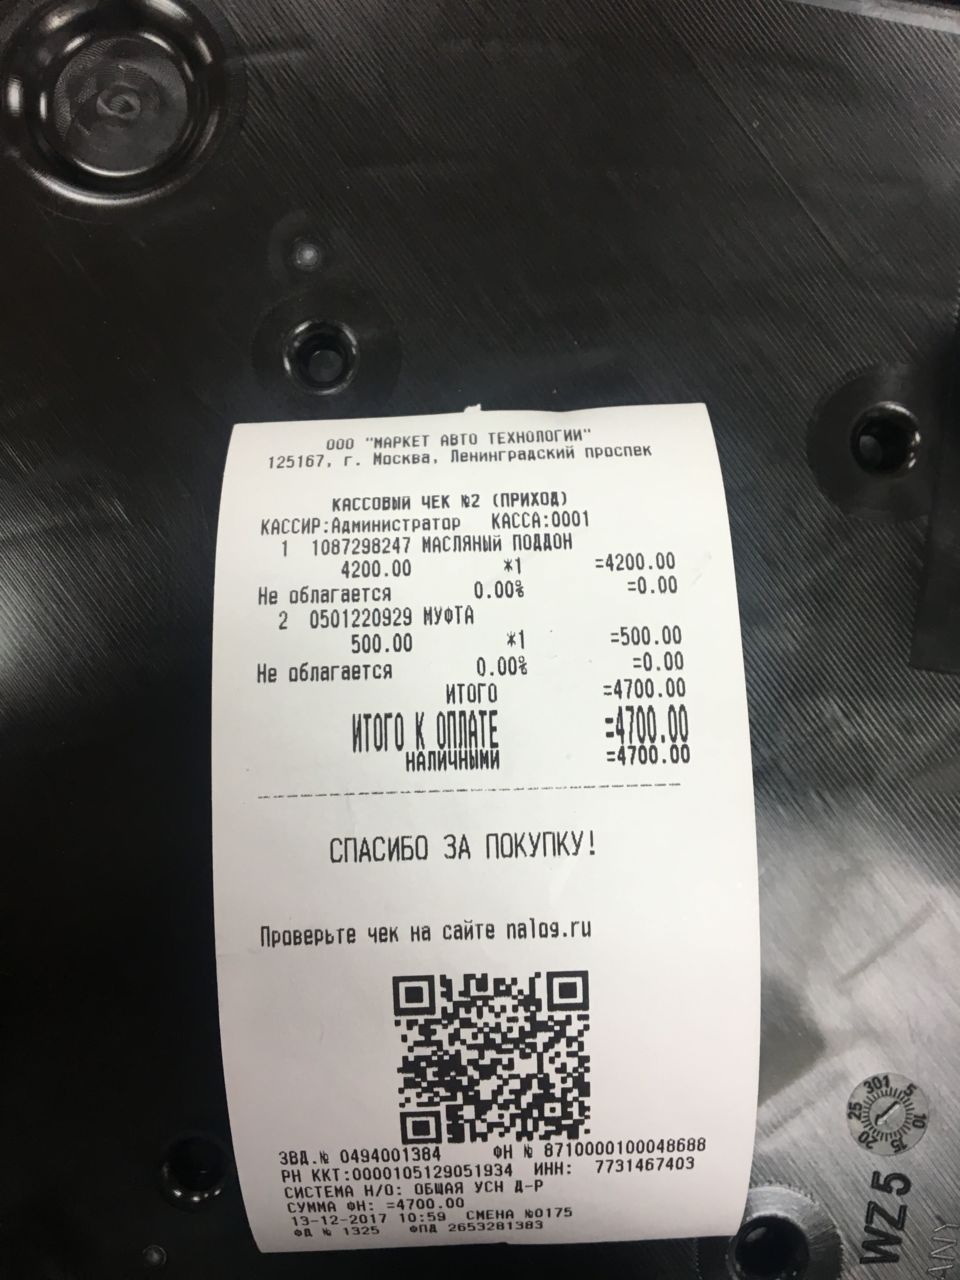 ООО "МАРКЕТ АВТО ТЕХНОЛОГИИ"
125167, г. Москва, Ленинградский проспек
КАССОВЫЙ ЧЕК №2 (ПРИХОД)
КАССИР:Администратор КАССА:0001
1 1087298247 МАСЛЯНЫЙ ПОДДОН
4200.00 *1 =4200.00
Не облагается 0.00% =0.00
2 0501220929 МУФТА
500.00 *1 =500.00
Не облагается 0.00% =0.00
ИТОГО =4700.00
ИТОГО К ОПЛАТЕ =4700.00
НАЛИЧНЫМИ =4700.00
СПАСИБО ЗА ПОКУПКУ!
Проверьте чек на сайте nalog.ru
ЗВД.№ 0494001384 ФН № 8710000100048688
РН ККТ:0000105129051934 ИНН: 7731467403
СИСТЕМА Н/О: ОБЩАЯ УСН Д-Р
СУММА ФН: =4700.00
13-12-2017 10:59 СМЕНА №0175
ФД № 1325 ФПД 2653281383
WZ5